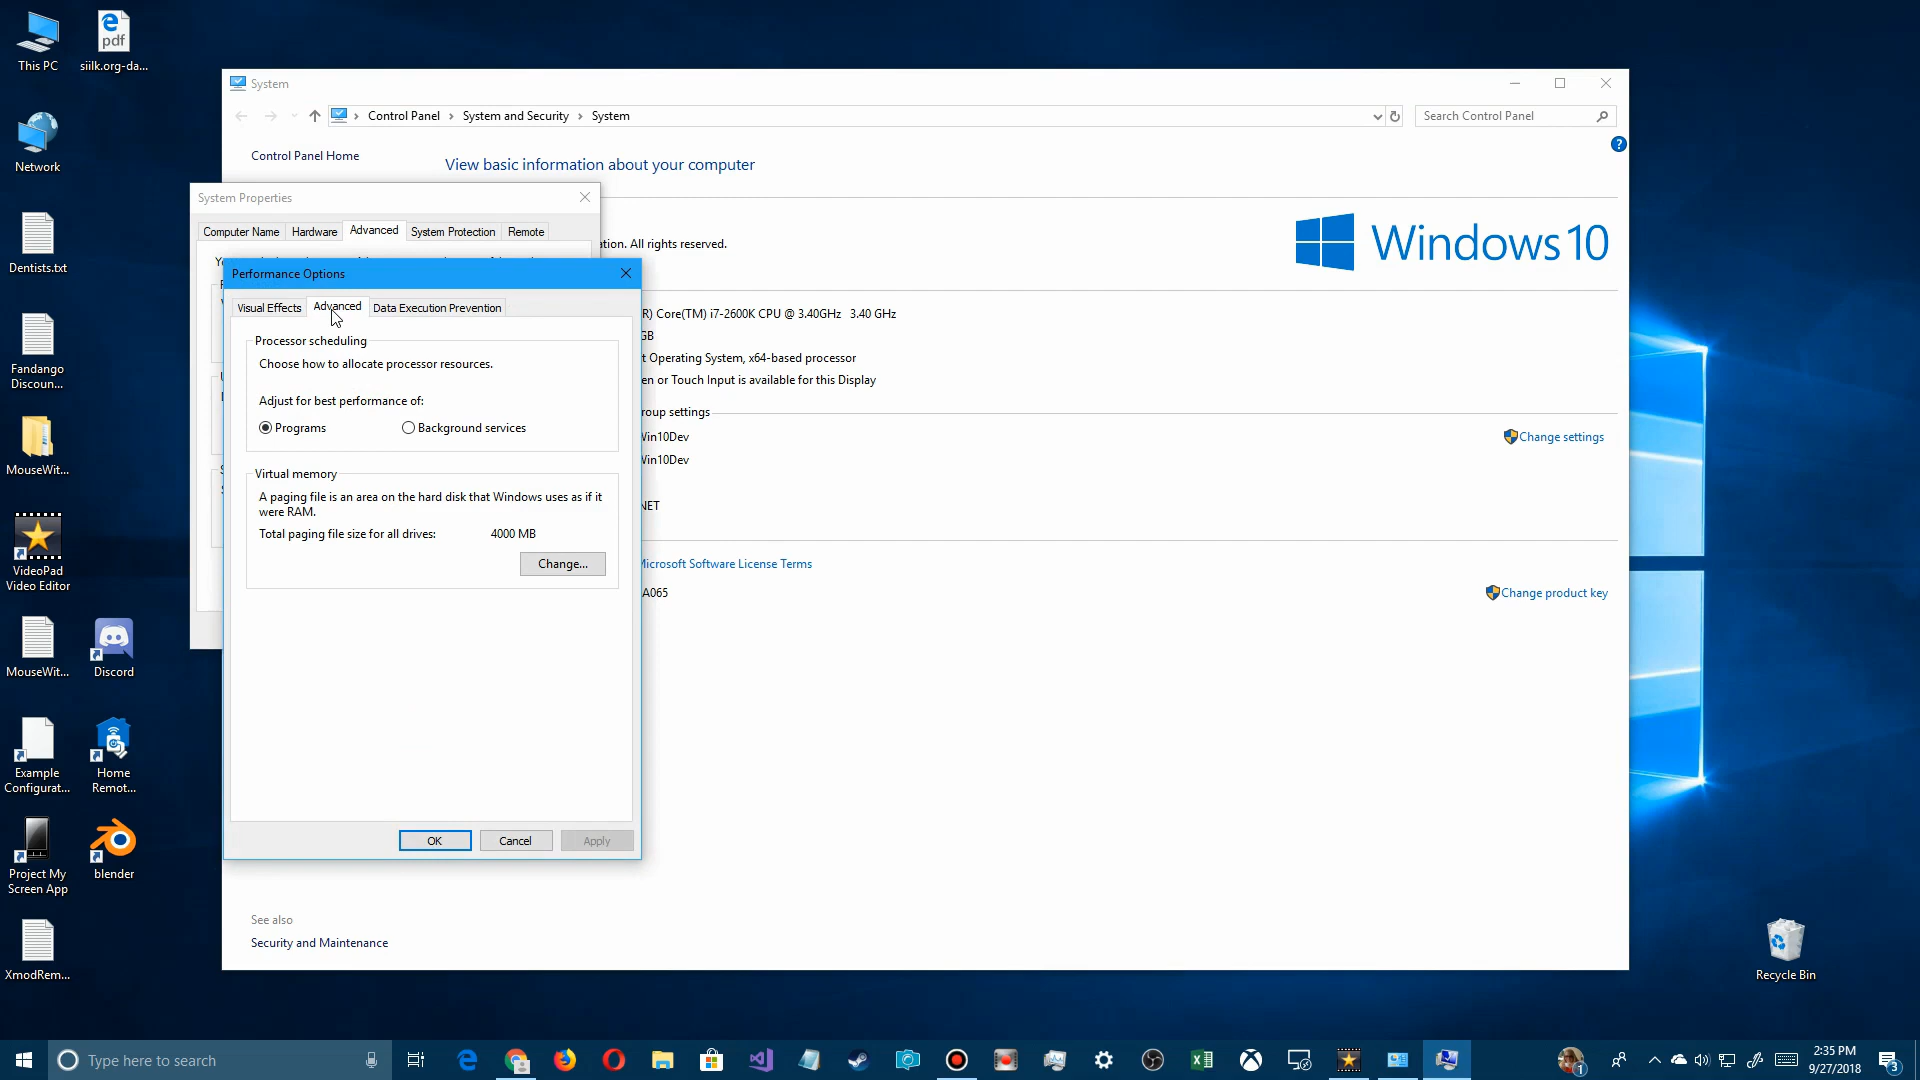 This PC
siilk.org-da...
Network
Dentists.txt
Fandango
Discoun...
MouseWit...
VideoPad
Video Editor
MouseWit...
Discord
Example
Configurat...
Home
Remot...
Project My
Screen App
blender
XmodRem...
Recycle Bin
System
Control Panel
System and Security
System
Search Control Panel
Control Panel Home
View basic information about your computer
ation. All rights reserved.
Windows 10
R) Core(TM) i7-2600K CPU @ 3.40GHz 3.40 GHz
GB
t Operating System, x64-based processor
en or Touch Input is available for this Display
roup settings
Win10Dev
Change settings
Win10Dev
NET
Microsoft Software License Terms
A065
Change product key
See also
Security and Maintenance
System Properties
Computer Name
Hardware
Advanced
System Protection
Remote
Performance Options
Visual Effects
Advanced
Data Execution Prevention
Processor scheduling
Choose how to allocate processor resources.
Adjust for best performance of:
Programs
Background services
Virtual memory
A paging file is an area on the hard disk that Windows uses as if it
were RAM.
Total paging file size for all drives: 4000 MB
Change...
OK
Cancel
Apply
Type here to search
2:35 PM
9/27/2018